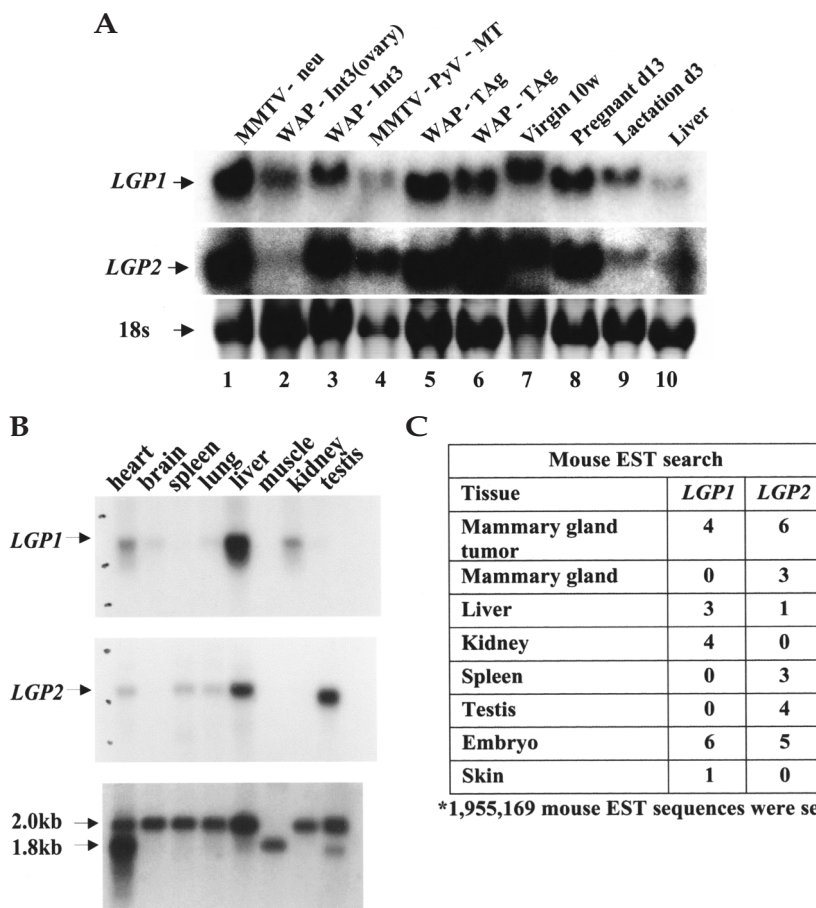 A
MMTV - neu
WAP - Int3(ovary)
WAP - Int3
MMTV - PyV - MT
WAP - TAg
WAP - TAg
Virgin 10w
Pregnant d13
Lactation d3
Liver
LGP1
LGP2
18s
1 2 3 4 5 6 7 8 9 10
B
heart
brain
spleen
lung
liver
muscle
kidney
testis
LGP1
LGP2
2.0kb
1.8kb
C
Mouse EST search
Tissue LGP1 LGP2
Mammary gland
tumor 4 6
Mammary gland 0 3
Liver 3 1
Kidney 4 0
Spleen 0 3
Testis 0 4
Embryo 6 5
Skin 1 0
*1,955,169 mouse EST sequences were se